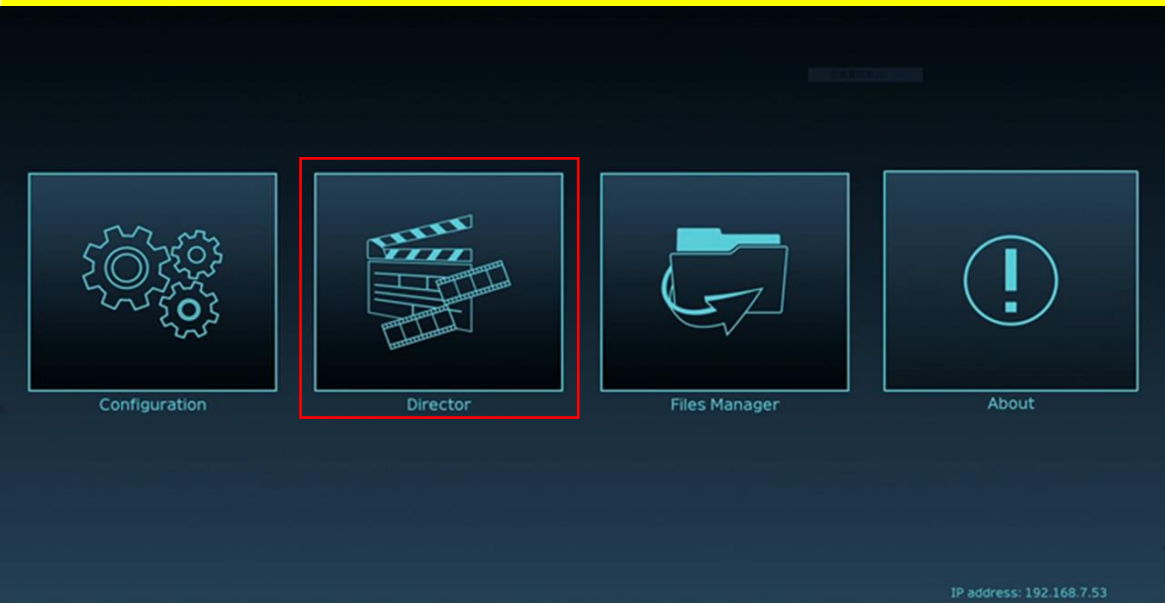 Configuration
Director
Files Manager
About
IP address: 192.168.7.53